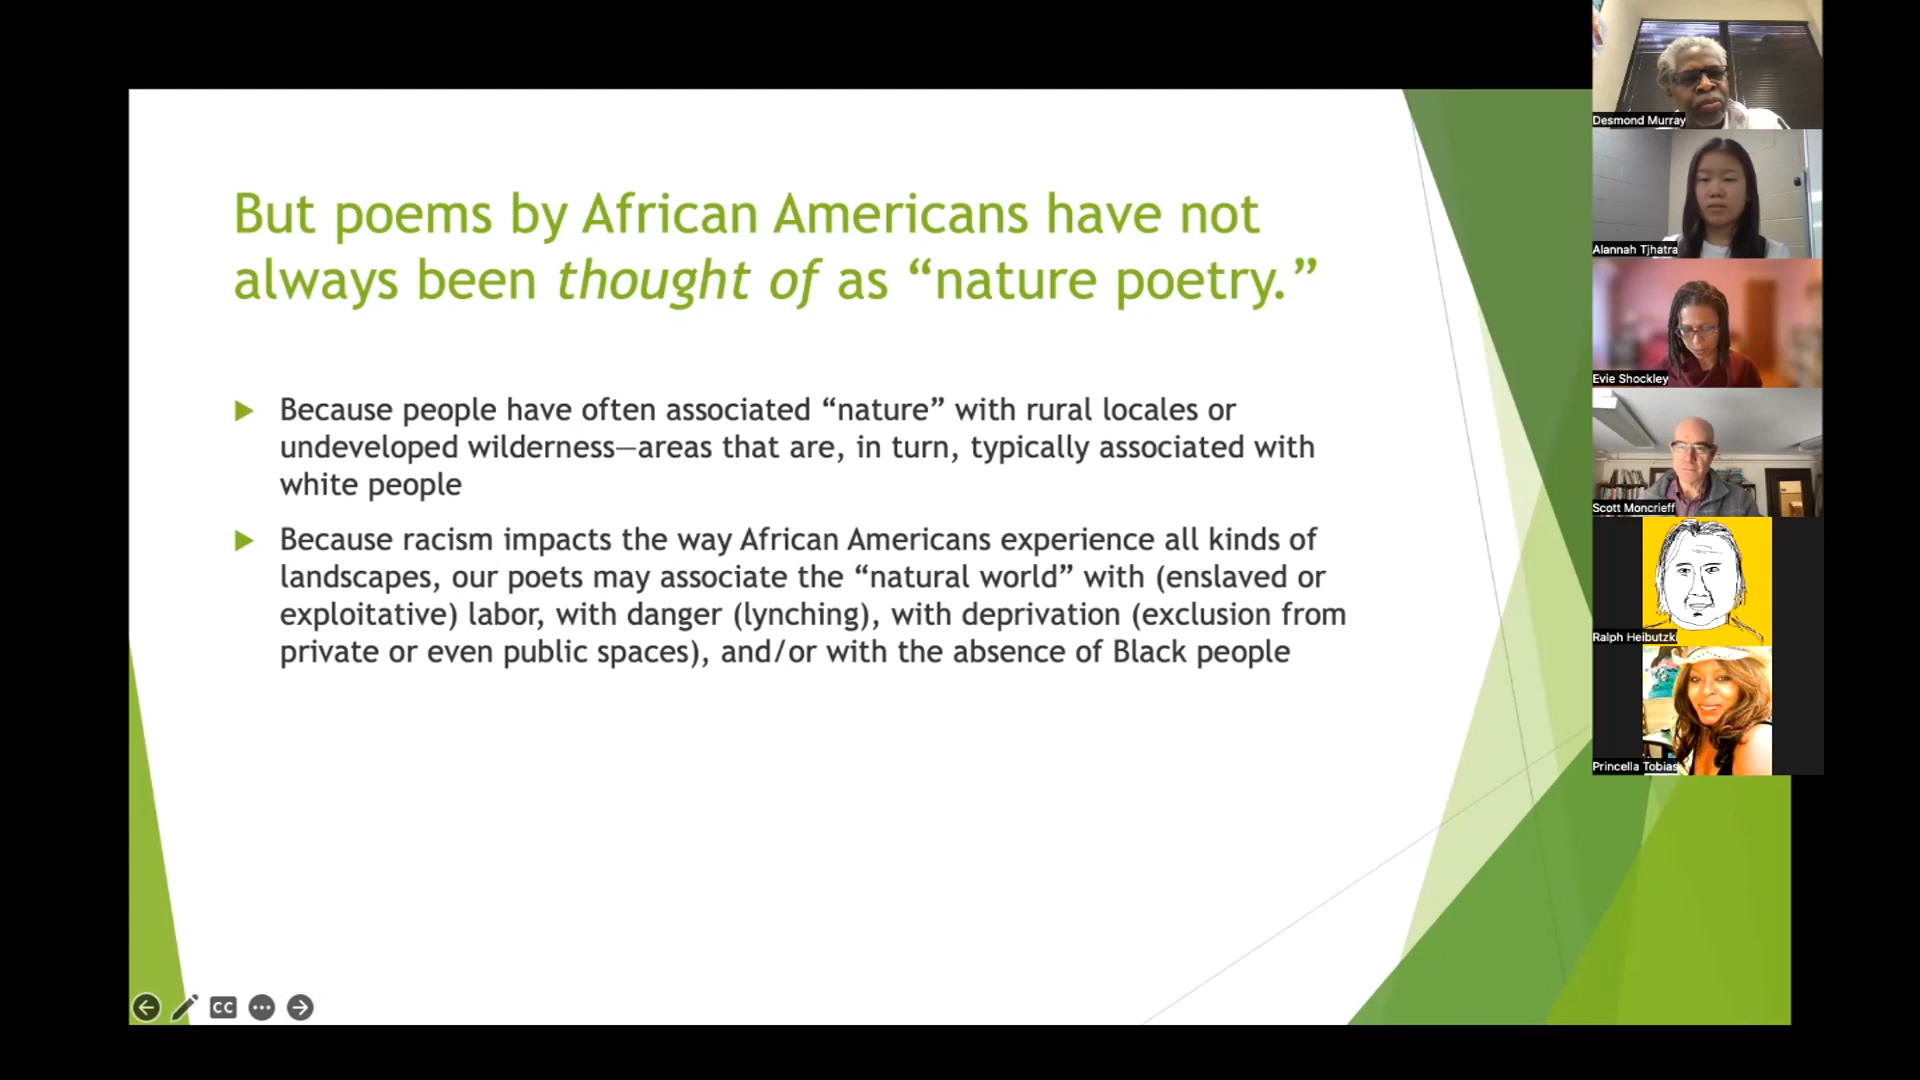 But poems by African Americans have not
always been thought of as “nature poetry.”
Because people have often associated “nature” with rural locales or
undeveloped wilderness—areas that are, in turn, typically associated with
white people
Because racism impacts the way African Americans experience all kinds of
landscapes, our poets may associate the “natural world” with (enslaved or
exploitative) labor, with danger (lynching), with deprivation (exclusion from
private or even public spaces), and/or with the absence of Black people
CC
Desmond Murray
Alannah Tjhatra
Evie Shockley
Scott Moncrieff
Ralph Heibutzki
Princella Tobias